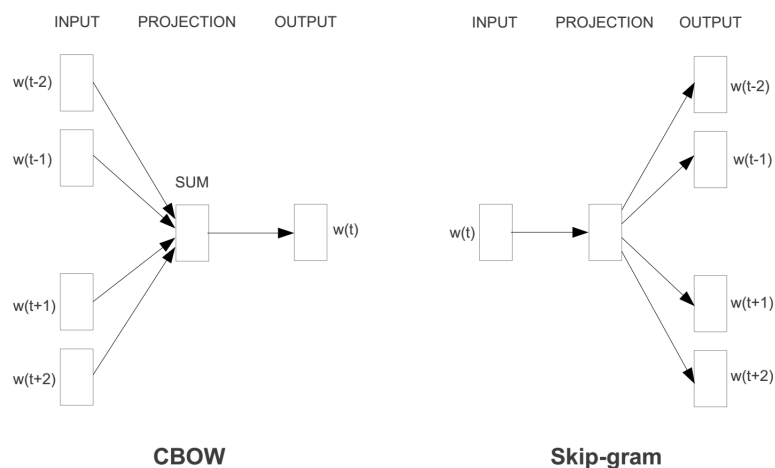 INPUT PROJECTION OUTPUT
w(t-2)
w(t-1)
SUM
w(t)
w(t+1)
w(t+2)
CBOW
INPUT PROJECTION OUTPUT
w(t-2)
w(t-1)
w(t)
w(t+1)
w(t+2)
Skip-gram